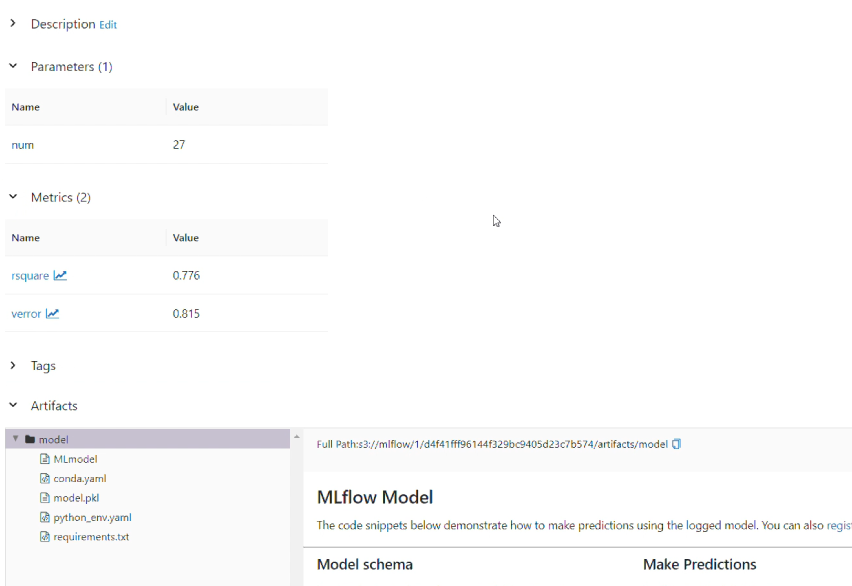 Description Edit
Parameters (1)
Name Value
num 27
Metrics (2)
Name Value
rsquare 0.776
verror 0.815
Tags
Artifacts
model
MLmodel
conda.yaml
model.pkl
python_env.yaml
requirements.txt
Full Path:s3://mlflow/1/d4f41fff96144f329bc9405d23c7b574/artifacts/model
MLflow Model
The code snippets below demonstrate how to make predictions using the logged model. You can also regis
Model schema Make Predictions